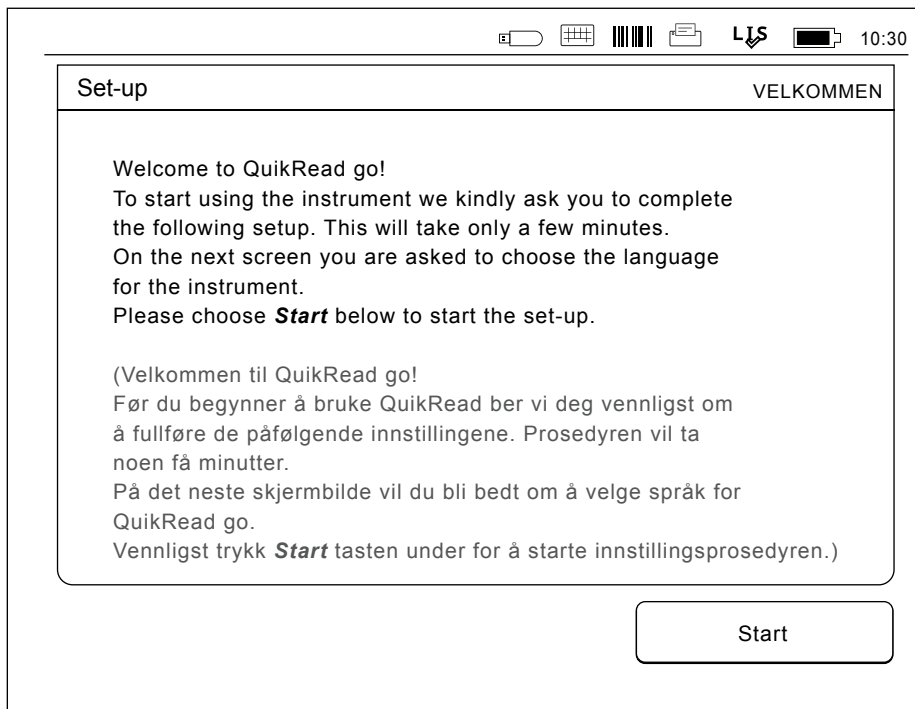 LIS 10:30
Set-up VELKOMMEN
Welcome to QuikRead go!
To start using the instrument we kindly ask you to complete
the following setup. This will take only a few minutes.
On the next screen you are asked to choose the language
for the instrument.
Please choose Start below to start the set-up.
(Velkommen til QuikRead go!
Før du begynner å bruke QuikRead ber vi deg vennligst om
å fullføre de påfølgende innstillingene. Prosedyren vil ta
noen få minutter.
På det neste skjermbilde vil du bli bedt om å velge språk for
QuikRead go.
Vennligst trykk Start tasten under for å starte innstillingsprosedyren.)
Start